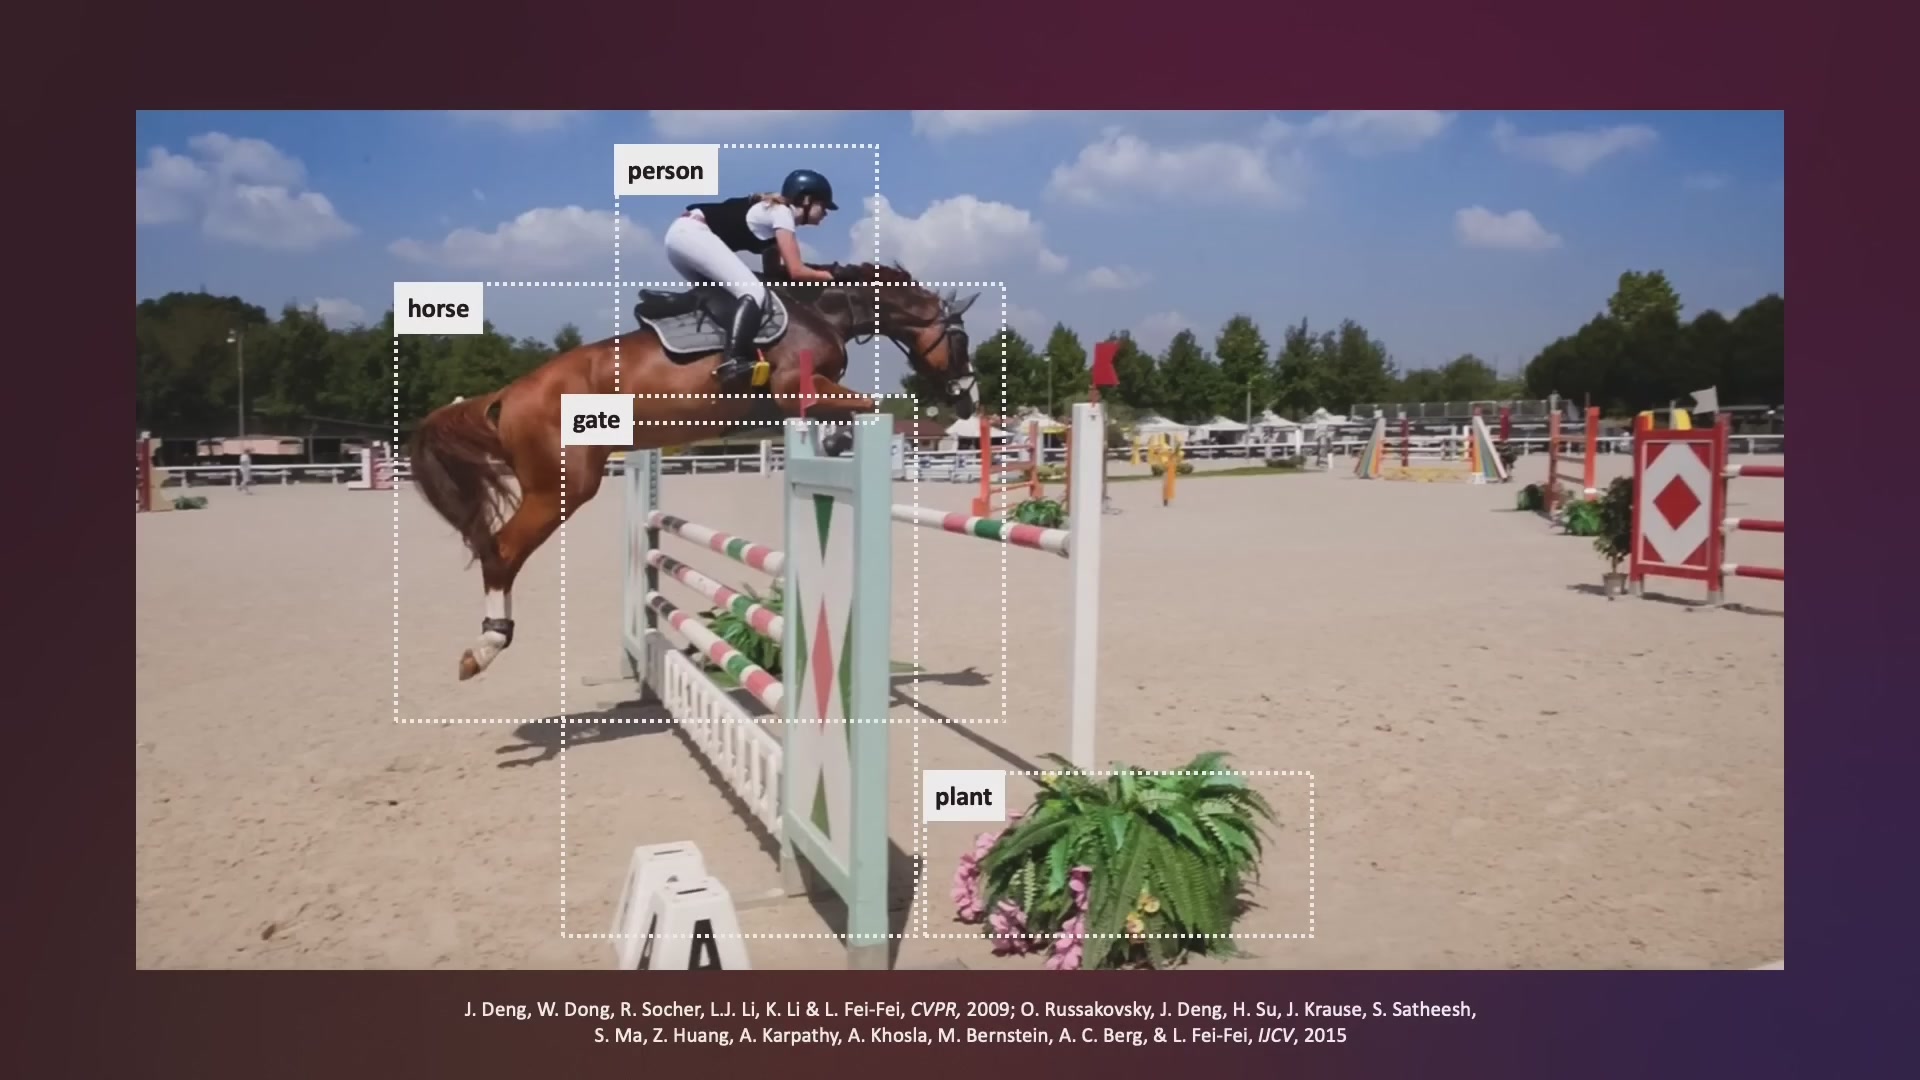 person
horse
gate
plant
A
J. Deng, W. Dong, R. Socher, L.J. Li, K. Li & L. Fei-Fei, CVPR, 2009; O. Russakovsky, J. Deng, H. Su, J. Krause, S. Satheesh,
S. Ma, Z. Huang, A. Karpathy, A. Khosla, M. Bernstein, A. C. Berg, & L. Fei-Fei, IJCV, 2015